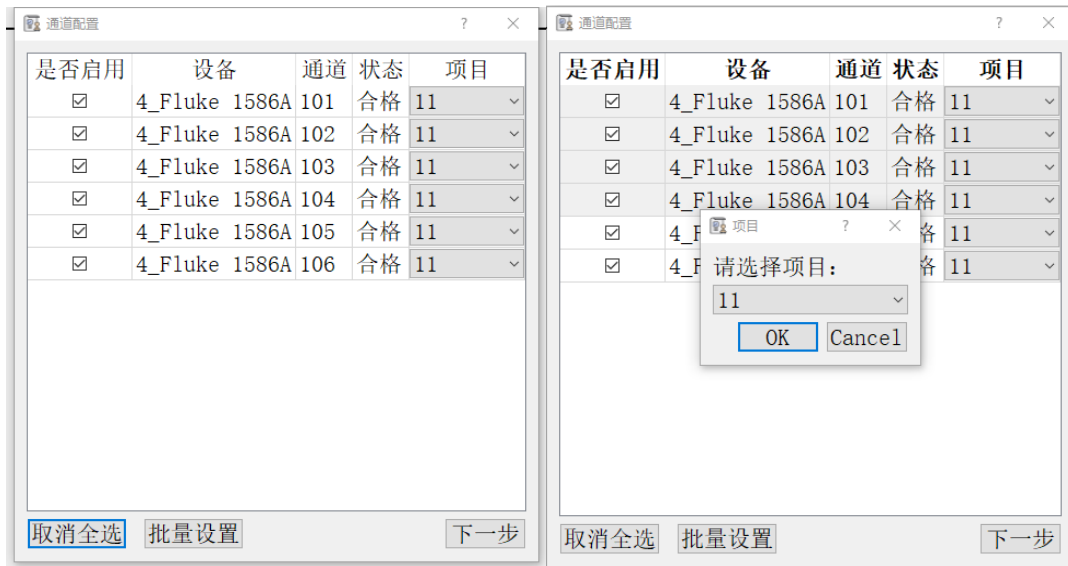 通道配置
是否启用 设备 通道 状态 项目
4_Fluke 1586A 101 合格 11
4_Fluke 1586A 102 合格 11
4_Fluke 1586A 103 合格 11
4_Fluke 1586A 104 合格 11
4_Fluke 1586A 105 合格 11
4_Fluke 1586A 106 合格 11
取消全选 批量设置 下一步
通道配置
是否启用 设备 通道 状态 项目
4_Fluke 1586A 101 合格 11
4_Fluke 1586A 102 合格 11
4_Fluke 1586A 103 合格 11
4_Fluke 1586A 104 合格 11
4_F 格 11
4_F 格 11
项目
请选择项目:
11
OK Cancel
取消全选 批量设置 下一步